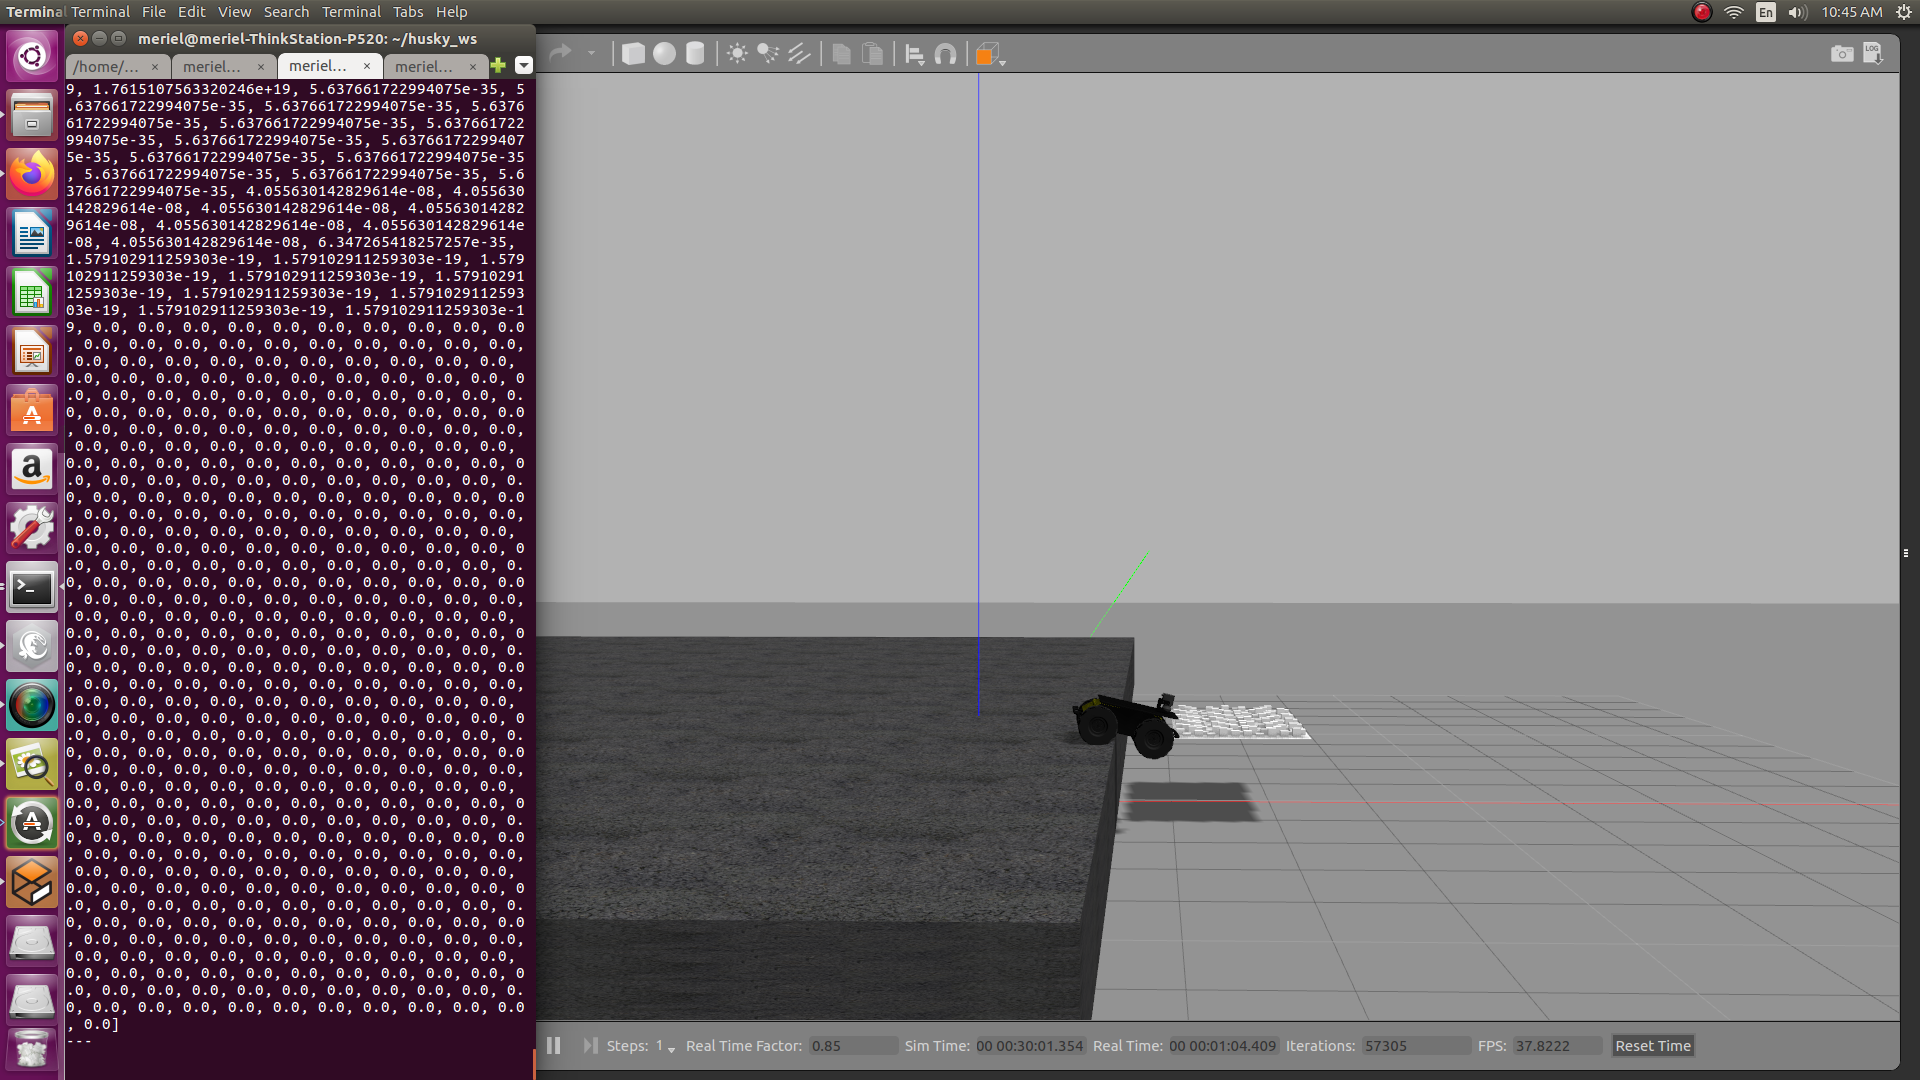 Terminal Terminal File Edit View Search Terminal Tabs Help
En 10:45 AM
meriel@meriel-ThinkStation-P520: ~/husky_ws
/home/... × meriel... × meriel... × meriel... ×
LOG
9, 1.7615107563320246e+19, 5.637661722994075e-35, 5
.637661722994075e-35, 5.637661722994075e-35, 5.6376
61722994075e-35, 5.637661722994075e-35, 5.637661722
994075e-35, 5.637661722994075e-35, 5.63766172299407
5e-35, 5.637661722994075e-35, 5.637661722994075e-35
, 5.637661722994075e-35, 5.637661722994075e-35, 5.6
37661722994075e-35, 4.055630142829614e-08, 4.055630
142829614e-08, 4.055630142829614e-08, 4.05563014282
9614e-08, 4.055630142829614e-08, 4.055630142829614e
-08, 4.055630142829614e-08, 6.347265418257257e-35,
1.579102911259303e-19, 1.579102911259303e-19, 1.579
102911259303e-19, 1.579102911259303e-19, 1.57910291
1259303e-19, 1.579102911259303e-19, 1.5791029112593
03e-19, 1.579102911259303e-19, 1.579102911259303e-1
9, 0.0, 0.0, 0.0, 0.0, 0.0, 0.0, 0.0, 0.0, 0.0, 0.0
, 0.0, 0.0, 0.0, 0.0, 0.0, 0.0, 0.0, 0.0, 0.0, 0.0,
0.0, 0.0, 0.0, 0.0, 0.0, 0.0, 0.0, 0.0, 0.0, 0.0,
0.0, 0.0, 0.0, 0.0, 0.0, 0.0, 0.0, 0.0, 0.0, 0.0, 0
.0, 0.0, 0.0, 0.0, 0.0, 0.0, 0.0, 0.0, 0.0, 0.0, 0.
0, 0.0, 0.0, 0.0, 0.0, 0.0, 0.0, 0.0, 0.0, 0.0, 0.0
, 0.0, 0.0, 0.0, 0.0, 0.0, 0.0, 0.0, 0.0, 0.0, 0.0,
0.0, 0.0, 0.0, 0.0, 0.0, 0.0, 0.0, 0.0, 0.0, 0.0,
0.0, 0.0, 0.0, 0.0, 0.0, 0.0, 0.0, 0.0, 0.0, 0.0, 0
.0, 0.0, 0.0, 0.0, 0.0, 0.0, 0.0, 0.0, 0.0, 0.0, 0.
0, 0.0, 0.0, 0.0, 0.0, 0.0, 0.0, 0.0, 0.0, 0.0, 0.0
, 0.0, 0.0, 0.0, 0.0, 0.0, 0.0, 0.0, 0.0, 0.0, 0.0,
0.0, 0.0, 0.0, 0.0, 0.0, 0.0, 0.0, 0.0, 0.0, 0.0,
0.0, 0.0, 0.0, 0.0, 0.0, 0.0, 0.0, 0.0, 0.0, 0.0, 0
.0, 0.0, 0.0, 0.0, 0.0, 0.0, 0.0, 0.0, 0.0, 0.0, 0.
0, 0.0, 0.0, 0.0, 0.0, 0.0, 0.0, 0.0, 0.0, 0.0, 0.0
, 0.0, 0.0, 0.0, 0.0, 0.0, 0.0, 0.0, 0.0, 0.0, 0.0,
0.0, 0.0, 0.0, 0.0, 0.0, 0.0, 0.0, 0.0, 0.0, 0.0,
0.0, 0.0, 0.0, 0.0, 0.0, 0.0, 0.0, 0.0, 0.0, 0.0, 0
.0, 0.0, 0.0, 0.0, 0.0, 0.0, 0.0, 0.0, 0.0, 0.0, 0.
0, 0.0, 0.0, 0.0, 0.0, 0.0, 0.0, 0.0, 0.0, 0.0, 0.0
, 0.0, 0.0, 0.0, 0.0, 0.0, 0.0, 0.0, 0.0, 0.0, 0.0,
0.0, 0.0, 0.0, 0.0, 0.0, 0.0, 0.0, 0.0, 0.0, 0.0,
0.0, 0.0, 0.0, 0.0, 0.0, 0.0, 0.0, 0.0, 0.0, 0.0, 0
.0, 0.0, 0.0, 0.0, 0.0, 0.0, 0.0, 0.0, 0.0, 0.0, 0.
0, 0.0, 0.0, 0.0, 0.0, 0.0, 0.0, 0.0, 0.0, 0.0, 0.0
, 0.0, 0.0, 0.0, 0.0, 0.0, 0.0, 0.0, 0.0, 0.0, 0.0,
0.0, 0.0, 0.0, 0.0, 0.0, 0.0, 0.0, 0.0, 0.0, 0.0,
0.0, 0.0, 0.0, 0.0, 0.0, 0.0, 0.0, 0.0, 0.0, 0.0, 0
.0, 0.0, 0.0, 0.0, 0.0, 0.0, 0.0, 0.0, 0.0, 0.0, 0.
0, 0.0, 0.0, 0.0, 0.0, 0.0, 0.0, 0.0, 0.0, 0.0, 0.0
, 0.0, 0.0, 0.0, 0.0, 0.0, 0.0, 0.0, 0.0, 0.0, 0.0,
0.0, 0.0, 0.0, 0.0, 0.0, 0.0, 0.0, 0.0, 0.0, 0.0,
0.0, 0.0, 0.0, 0.0, 0.0, 0.0, 0.0, 0.0, 0.0, 0.0, 0
.0, 0.0, 0.0, 0.0, 0.0, 0.0, 0.0, 0.0, 0.0, 0.0, 0.
0, 0.0, 0.0, 0.0, 0.0, 0.0, 0.0, 0.0, 0.0, 0.0, 0.0
, 0.0, 0.0, 0.0, 0.0, 0.0, 0.0, 0.0, 0.0, 0.0, 0.0,
0.0, 0.0, 0.0, 0.0, 0.0, 0.0, 0.0, 0.0, 0.0, 0.0,
0.0, 0.0, 0.0, 0.0, 0.0, 0.0, 0.0, 0.0, 0.0, 0.0, 0
.0, 0.0, 0.0, 0.0, 0.0, 0.0, 0.0, 0.0, 0.0, 0.0, 0.
0, 0.0, 0.0, 0.0, 0.0, 0.0, 0.0, 0.0, 0.0, 0.0, 0.0
, 0.0]
---
Steps: 1 Real Time Factor: 0.85 Sim Time: 00 00:30:01.354 Real Time: 00 00:01:04.409 Iterations: 57305 FPS: 37.8222 Reset Time